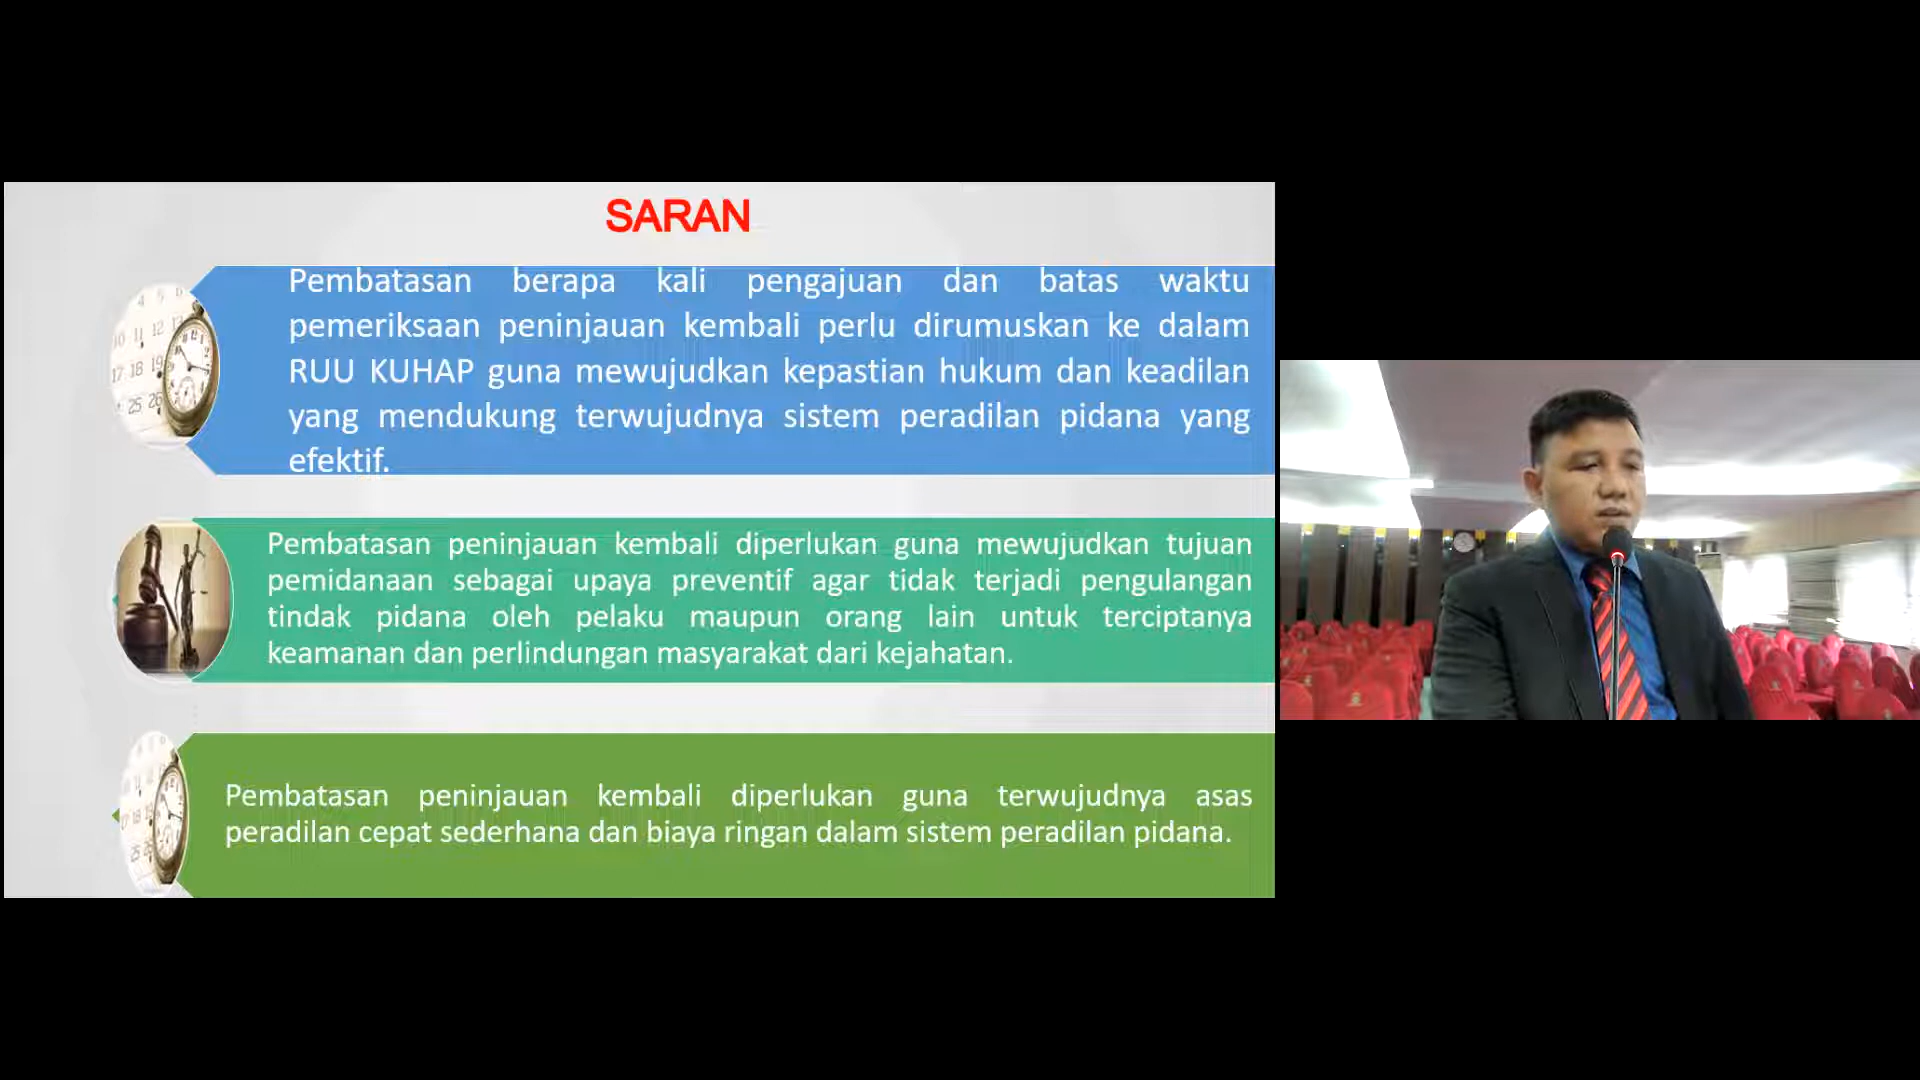 SARAN
Pembatasan berapa kali pengajuan dan batas waktu
pemeriksaan peninjauan kembali perlu dirumuskan ke dalam
RUU KUHAP guna mewujudkan kepastian hukum dan keadilan
yang mendukung terwujudnya sistem peradilan pidana yang
efektif.
Pembatasan peninjauan kembali diperlukan guna mewujudkan tujuan
pemidanaan sebagai upaya preventif agar tidak terjadi pengulangan
tindak pidana oleh pelaku maupun orang lain untuk terciptanya
keamanan dan perlindungan masyarakat dari kejahatan.
Pembatasan peninjauan kembali diperlukan guna terwujudnya asas
peradilan cepat sederhana dan biaya ringan dalam sistem peradilan pidana.